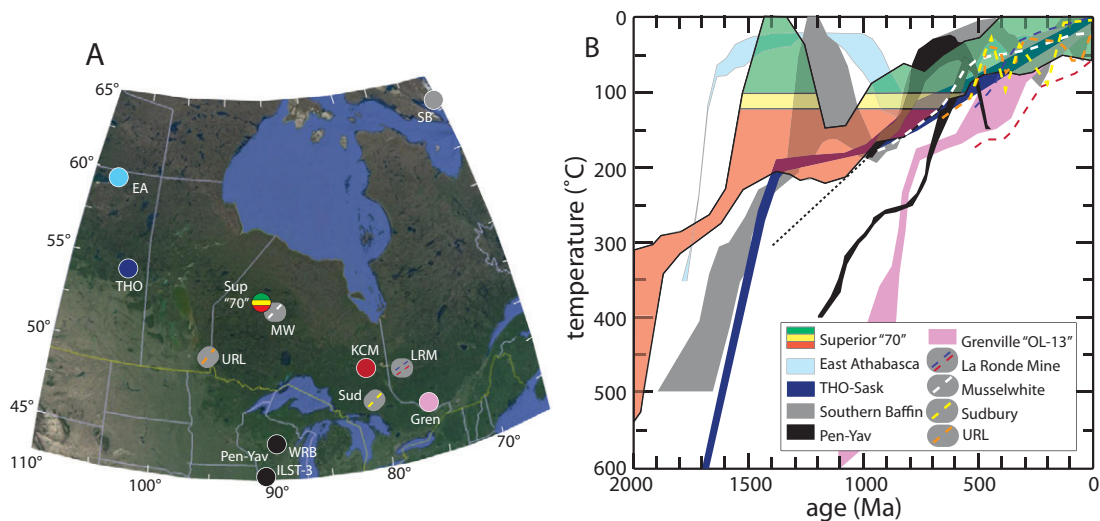 A
65°
60°
55°
50°
45°
110°
100°
90°
80°
70°
SB
EA
THO
Sup
"70"
MW
URL
KCM
LRM
Sud
Gren
Pen-Yav
WRB
ILST-3
B
temperature (˚C)
0
100
200
300
400
500
600
2000
1500
1000
500
0
age (Ma)
Superior "70"
East Athabasca
THO-Sask
Southern Baffin
Pen-Yav
Grenville "OL-13"
La Ronde Mine
Musselwhite
Sudbury
URL